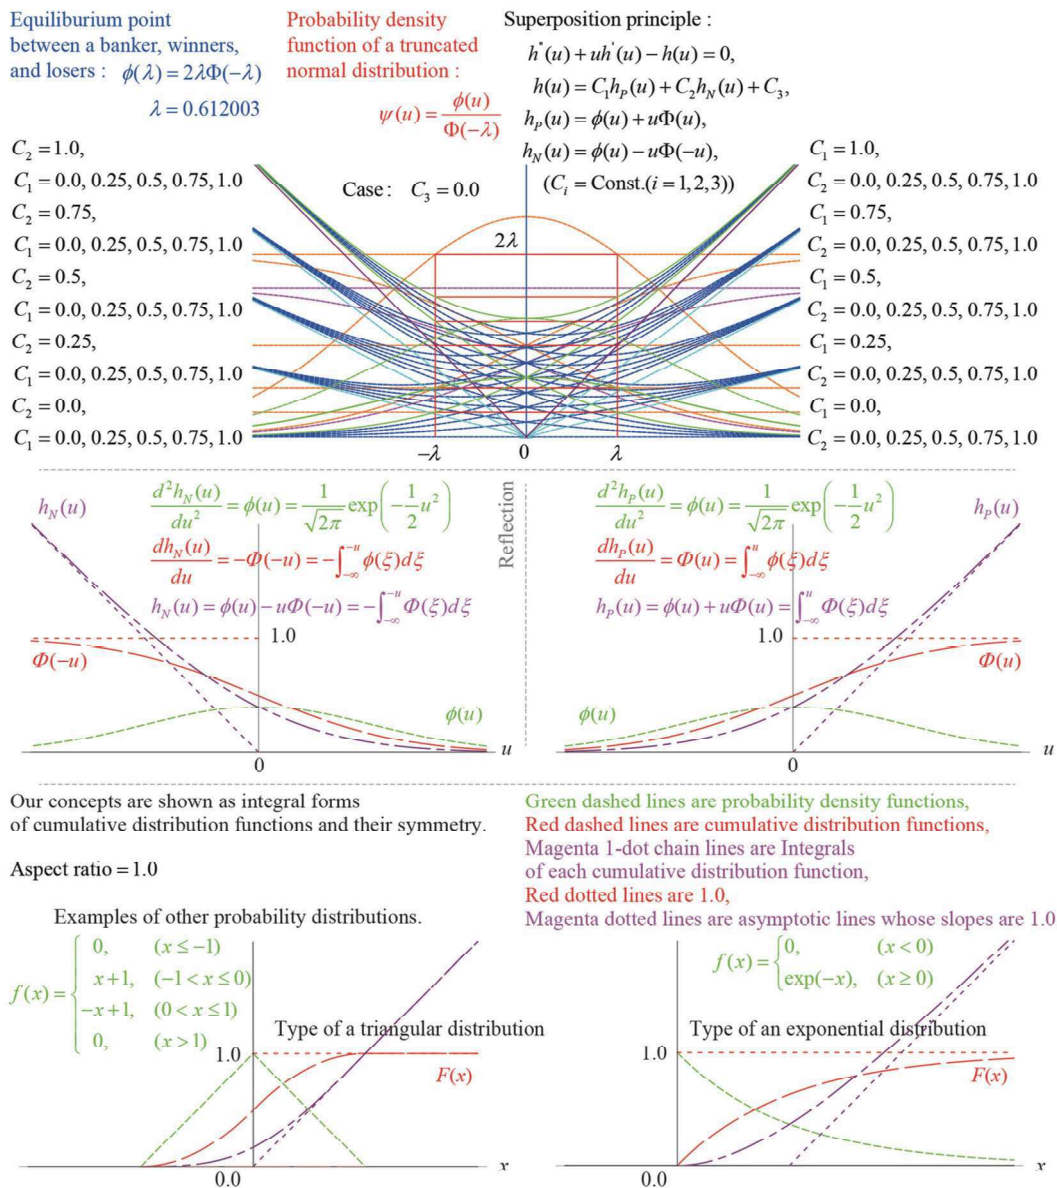 Equiliburium point
between a banker, winners,
and losers : ϕ(λ) = 2λΦ(−λ)
λ = 0.612003
Probability density
function of a truncated
normal distribution :
ψ(u) = ϕ(u) / Φ(−λ)
Superposition principle :
h″(u) + uh′(u) − h(u) = 0,
h(u) = C₁h_P(u) + C₂h_N(u) + C₃,
h_P(u) = ϕ(u) + uΦ(u),
h_N(u) = ϕ(u) − uΦ(−u),
(C_i = Const.(i = 1, 2, 3))
Case : C₃ = 0.0
C₂ = 1.0,
C₁ = 0.0, 0.25, 0.5, 0.75, 1.0
C₂ = 0.75,
C₁ = 0.0, 0.25, 0.5, 0.75, 1.0
C₂ = 0.5,
C₁ = 0.0, 0.25, 0.5, 0.75, 1.0
C₂ = 0.25,
C₁ = 0.0, 0.25, 0.5, 0.75, 1.0
C₂ = 0.0,
C₁ = 0.0, 0.25, 0.5, 0.75, 1.0
2λ
−λ
0
λ
C₁ = 1.0,
C₂ = 0.0, 0.25, 0.5, 0.75, 1.0
C₁ = 0.75,
C₂ = 0.0, 0.25, 0.5, 0.75, 1.0
C₁ = 0.5,
C₂ = 0.0, 0.25, 0.5, 0.75, 1.0
C₁ = 0.25,
C₂ = 0.0, 0.25, 0.5, 0.75, 1.0
C₁ = 0.0,
C₂ = 0.0, 0.25, 0.5, 0.75, 1.0
h_N(u)
d²h_N(u)/du² = ϕ(u) = 1/√(2π) exp(−½u²)
dh_N(u)/du = −Φ(−u) = −∫_{−∞}^{−u} ϕ(ξ)dξ
h_N(u) = ϕ(u) − uΦ(−u) = −∫_{−∞}^{−u} Φ(ξ)dξ
1.0
Φ(−u)
ϕ(u)
0
u
Reflection
d²h_P(u)/du² = ϕ(u) = 1/√(2π) exp(−½u²)
h_P(u)
dh_P(u)/du = Φ(u) = ∫_{−∞}^{u} ϕ(ξ)dξ
h_P(u) = ϕ(u) + uΦ(u) = ∫_{−∞}^{u} Φ(ξ)dξ
1.0
Φ(u)
ϕ(u)
0
u
Our concepts are shown as integral forms
of cumulative distribution functions and their symmetry.
Aspect ratio = 1.0
Green dashed lines are probability density functions,
Red dashed lines are cumulative distribution functions,
Magenta 1-dot chain lines are Integrals
of each cumulative distribution function,
Red dotted lines are 1.0,
Magenta dotted lines are asymptotic lines whose slopes are 1.0
Examples of other probability distributions.
f(x) = {
0, (x ≤ −1)
x+1, (−1 < x ≤ 0)
−x+1, (0 < x ≤ 1)
0, (x > 1)
Type of a triangular distribution
1.0
F(x)
0.0
x
f(x) = {
0, (x < 0)
exp(−x), (x ≥ 0)
Type of an exponential distribution
1.0
F(x)
0.0
x